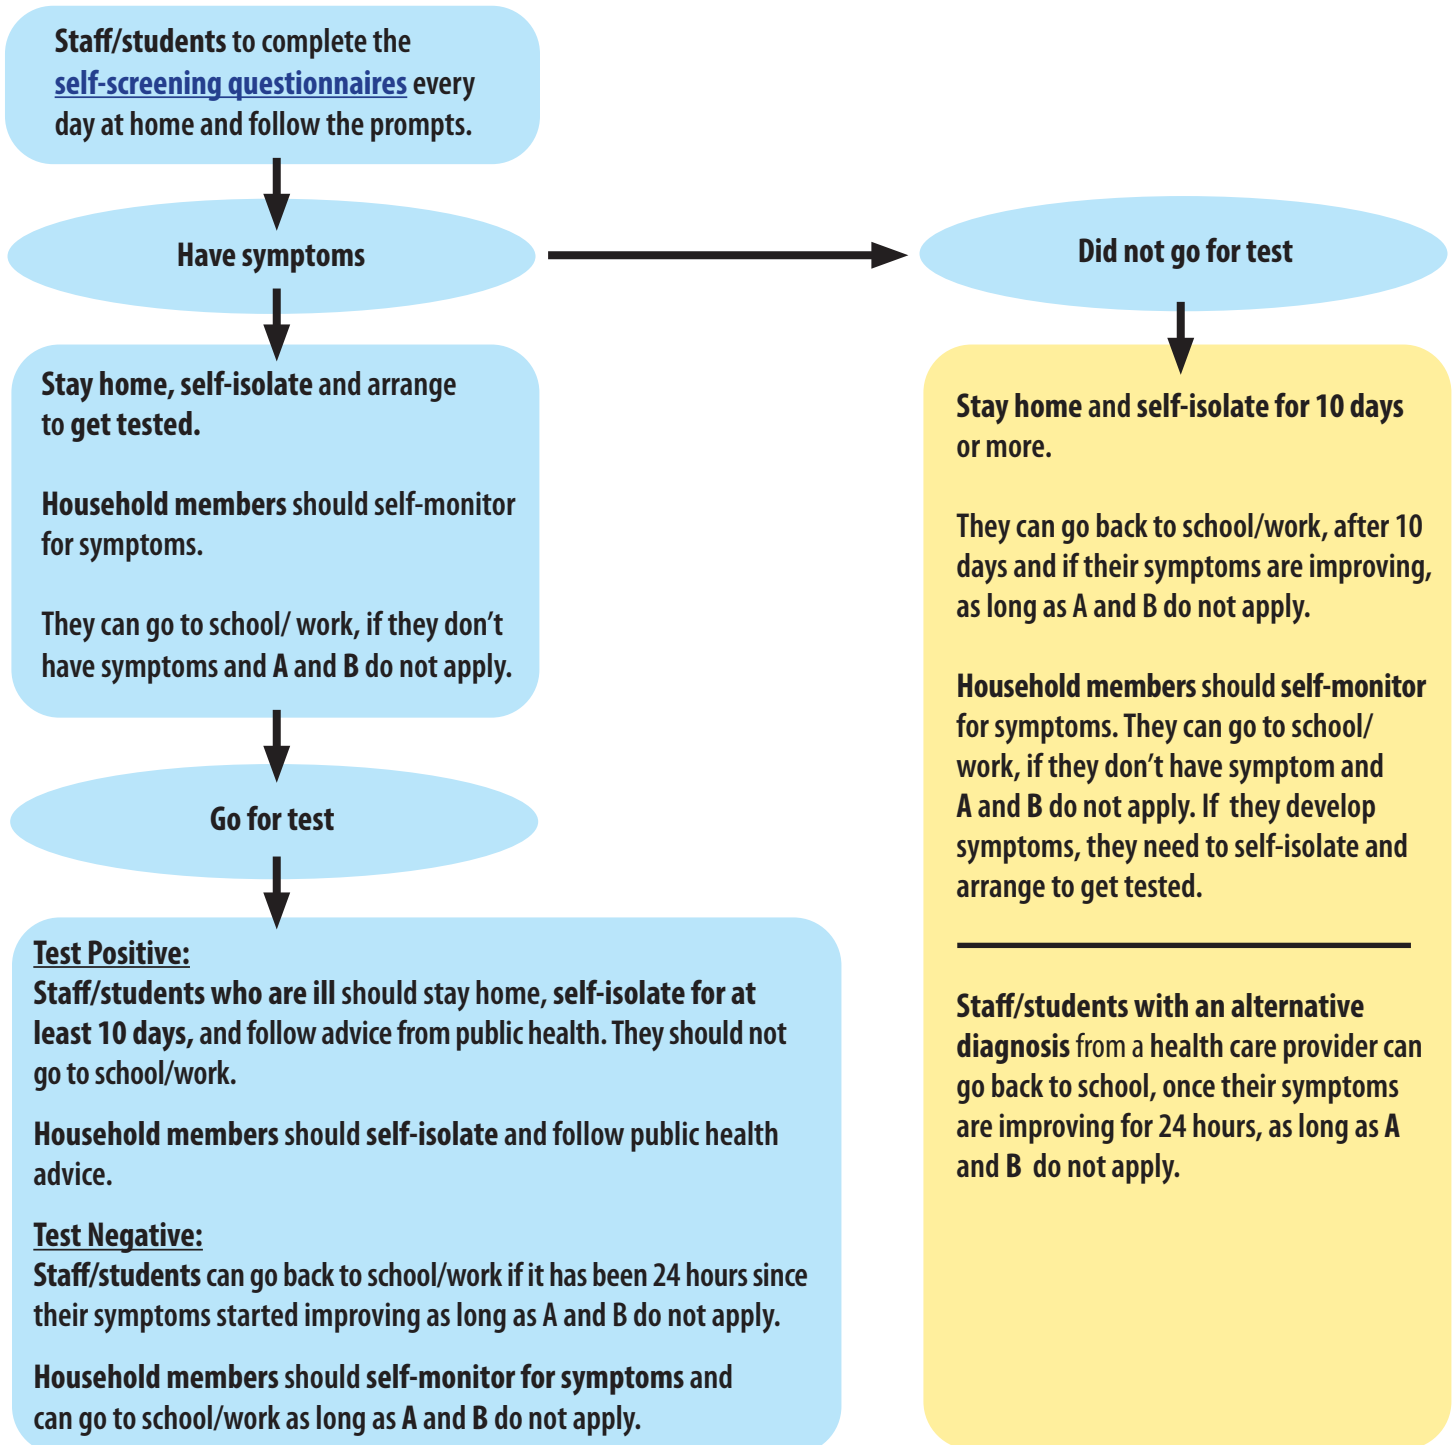 Staff/students to complete the
self-screening questionnaires every
day at home and follow the prompts.
Have symptoms
Did not go for test
Stay home, self-isolate and arrange
to get tested.
Household members should self-monitor
for symptoms.
They can go to school/ work, if they don’t
have symptoms and A and B do not apply.
Go for test
Test Positive:
Staff/students who are ill should stay home, self-isolate for at
least 10 days, and follow advice from public health. They should not
go to school/work.
Household members should self-isolate and follow public health
advice.
Test Negative:
Staff/students can go back to school/work if it has been 24 hours since
their symptoms started improving as long as A and B do not apply.
Household members should self-monitor for symptoms and
can go to school/work as long as A and B do not apply.
Stay home and self-isolate for 10 days
or more.
They can go back to school/work, after 10
days and if their symptoms are improving,
as long as A and B do not apply.
Household members should self-monitor
for symptoms. They can go to school/
work, if they don’t have symptom and
A and B do not apply. If  they develop
symptoms, they need to self-isolate and
arrange to get tested.
Staff/students with an alternative
diagnosis from a health care provider can
go back to school, once their symptoms
are improving for 24 hours, as long as A
and B  do not apply.